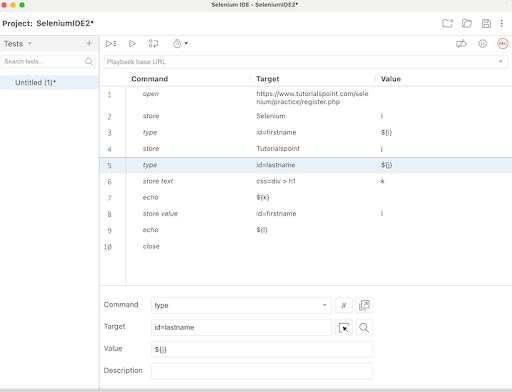 Selenium IDE - SeleniumIDE2*
Project: SeleniumIDE2*
Tests
Search tests...
Untitled (1)*
REC
Playback base URL
Command Target Value
1 open https://www.tutorialspoint.com/sele
nium/practice/register.php
2 store Selenium i
3 type id=firstname ${i}
4 store Tutorialspoint j
5 type id=lastname ${j}
6 store text css=div > h1 k
7 echo ${k}
8 store value id=firstname l
9 echo ${l}
10 close
Command type //
Target id=lastname
Value ${j}
Description